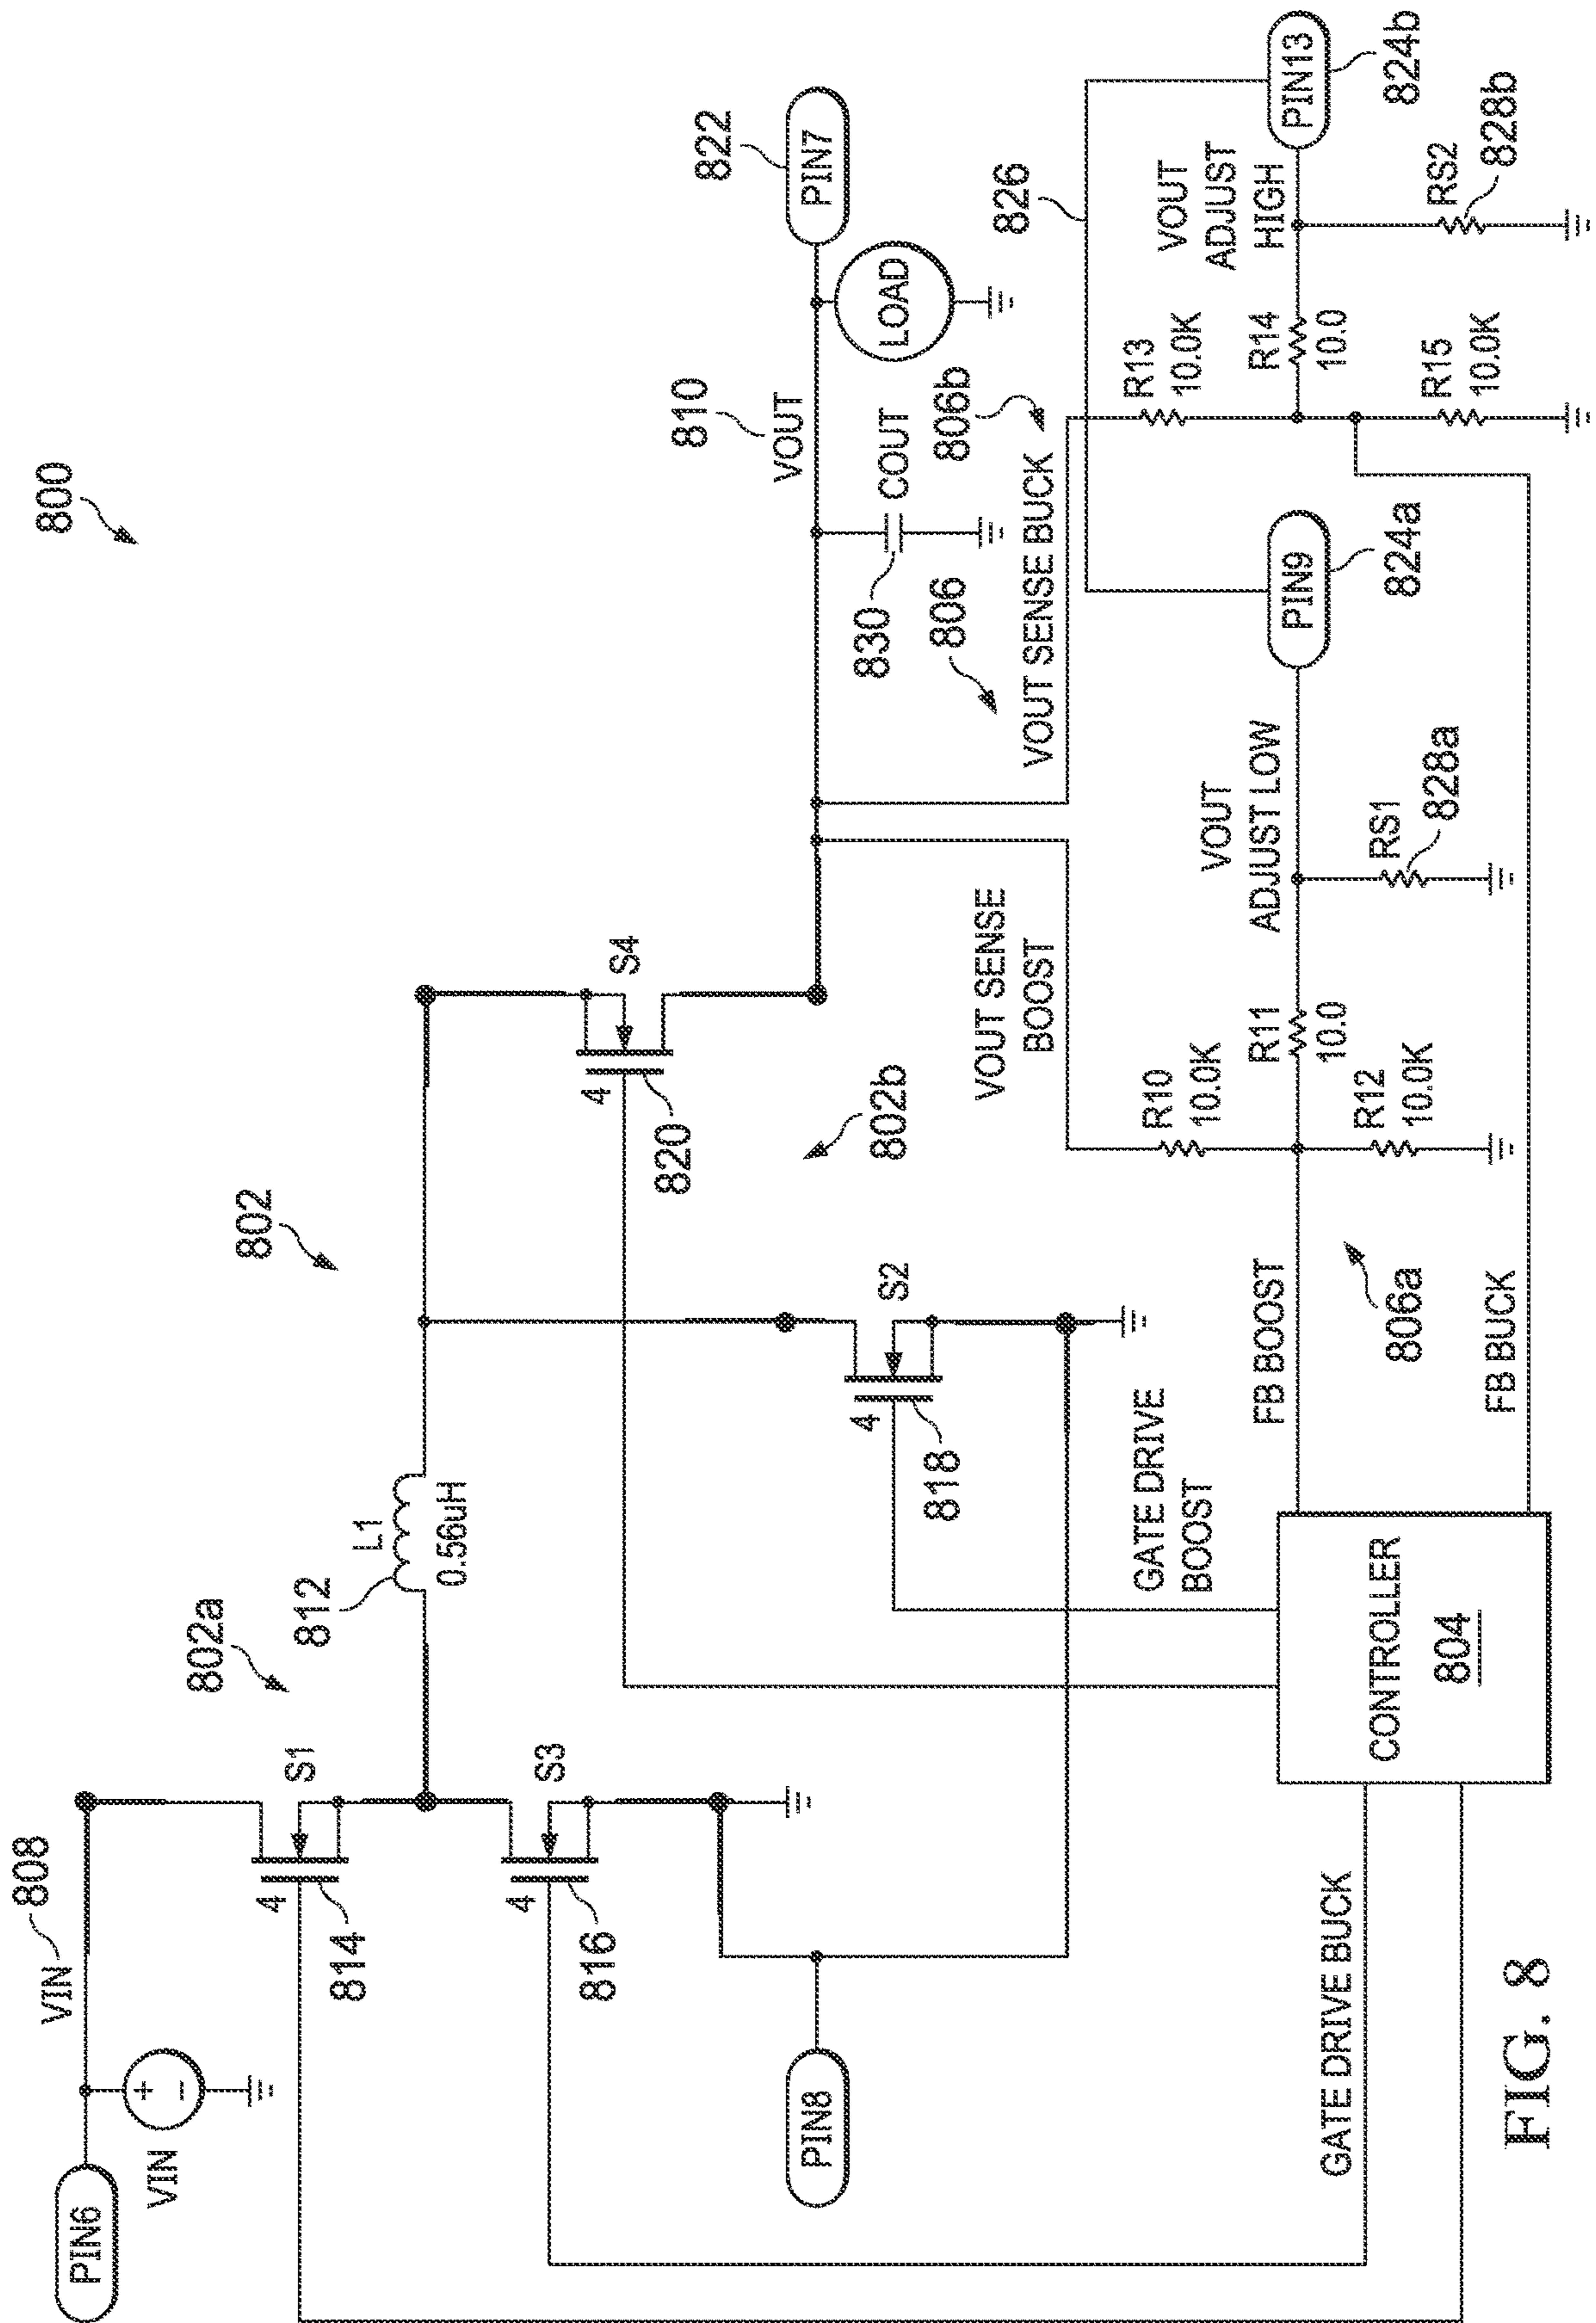 800
802
802a
808
VIN
PIN6
VIN
814
4
S1
816
4
S3
812
L1
0.56uH
S4
4
820
802b
S2
4
818
PIN8
810
VOUT
822
PIN7
LOAD
COUT
830
806
806b
VOUT SENSE BUCK
VOUT SENSE
BOOST
826
R10
10.0K
R11
10.0
R12
10.0K
VOUT
ADJUST LOW
RS1
828a
PIN9
824a
R13
10.0K
R14
10.0
R15
10.0K
VOUT
ADJUST
HIGH
RS2
828b
PIN13
824b
GATE DRIVE
BOOST
FB BOOST
806a
FB BUCK
CONTROLLER
804
GATE DRIVE BUCK
FIG. 8